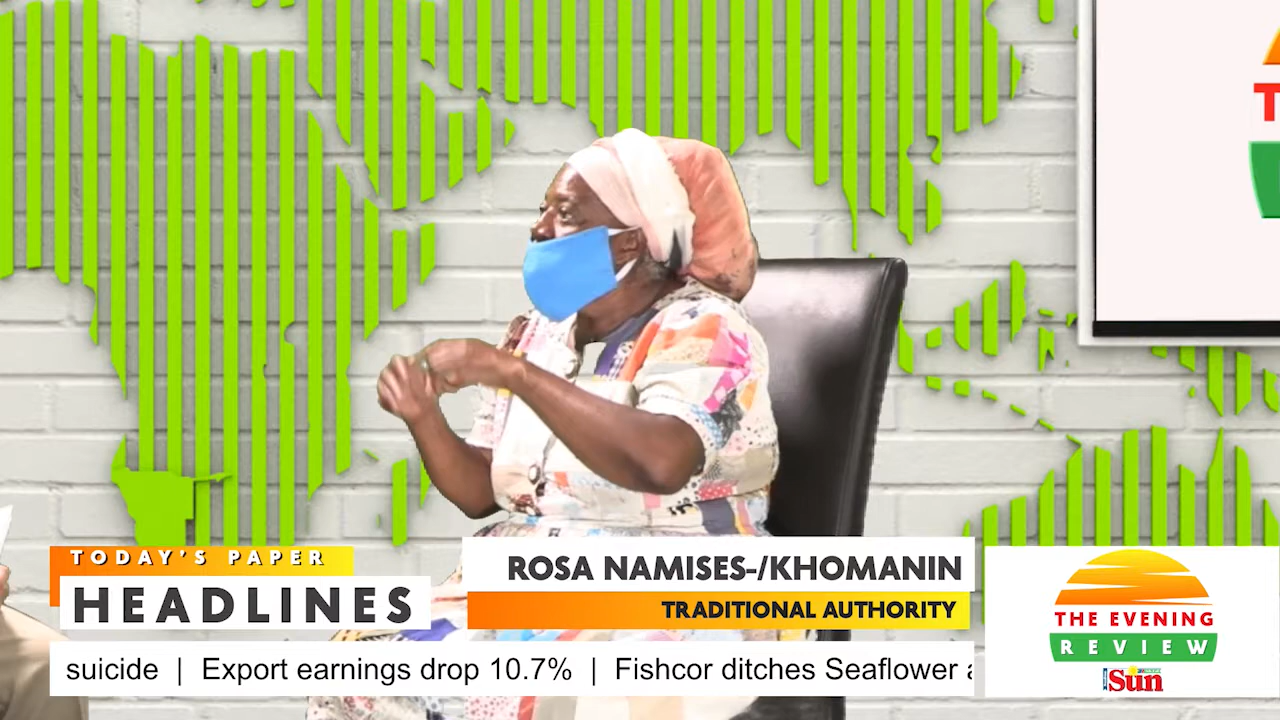 TODAY'S PAPER
HEADLINES
ROSA NAMISES-/KHOMANIN
TRADITIONAL AUTHORITY
suicide | Export earnings drop 10.7% | Fishcor ditches Seaflower
THE EVENING
REVIEW
Sun
T